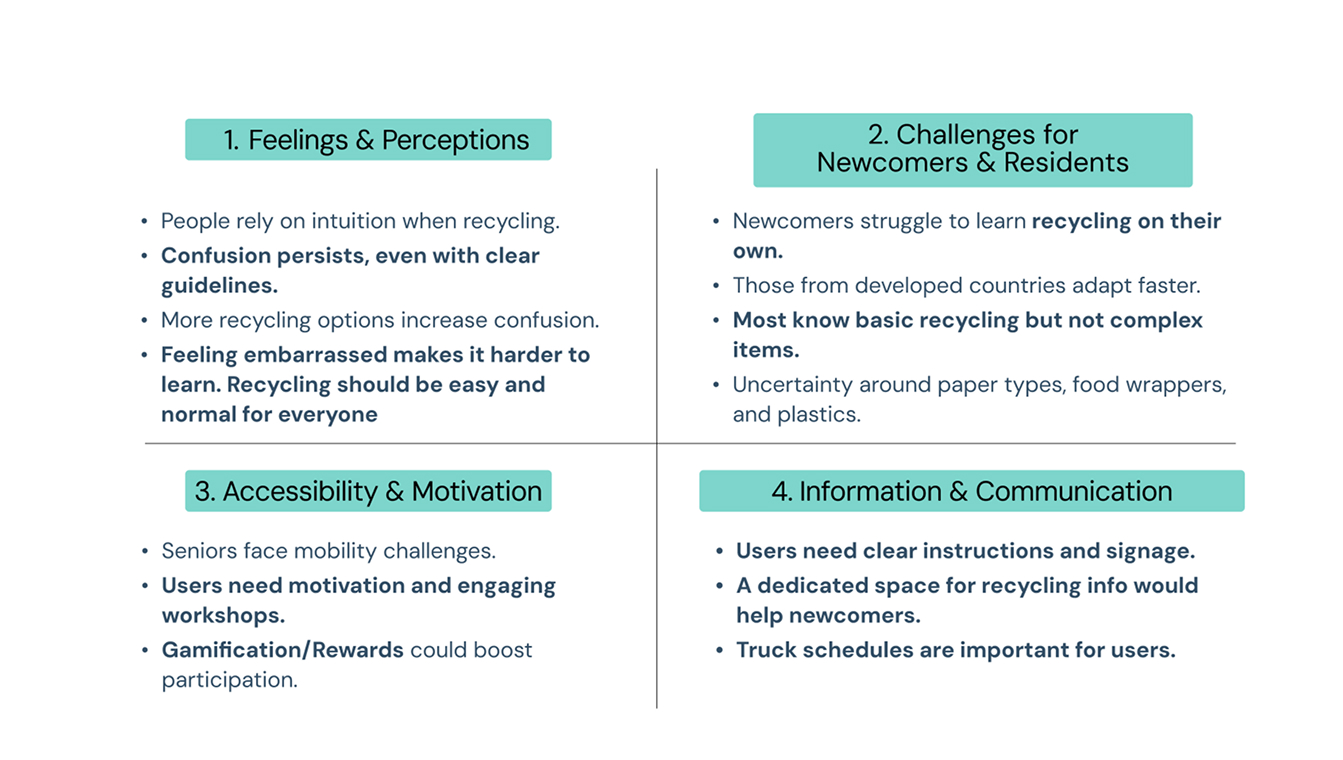 1. Feelings & Perceptions
• People rely on intuition when recycling.
• Confusion persists, even with clear
guidelines.
• More recycling options increase confusion.
• Feeling embarrassed makes it harder to
learn. Recycling should be easy and
normal for everyone
2. Challenges for
Newcomers & Residents
• Newcomers struggle to learn recycling on their
own.
• Those from developed countries adapt faster.
• Most know basic recycling but not complex
items.
• Uncertainty around paper types, food wrappers,
and plastics.
3. Accessibility & Motivation
• Seniors face mobility challenges.
• Users need motivation and engaging
workshops.
• Gamification/Rewards could boost
participation.
4. Information & Communication
• Users need clear instructions and signage.
• A dedicated space for recycling info would
help newcomers.
• Truck schedules are important for users.